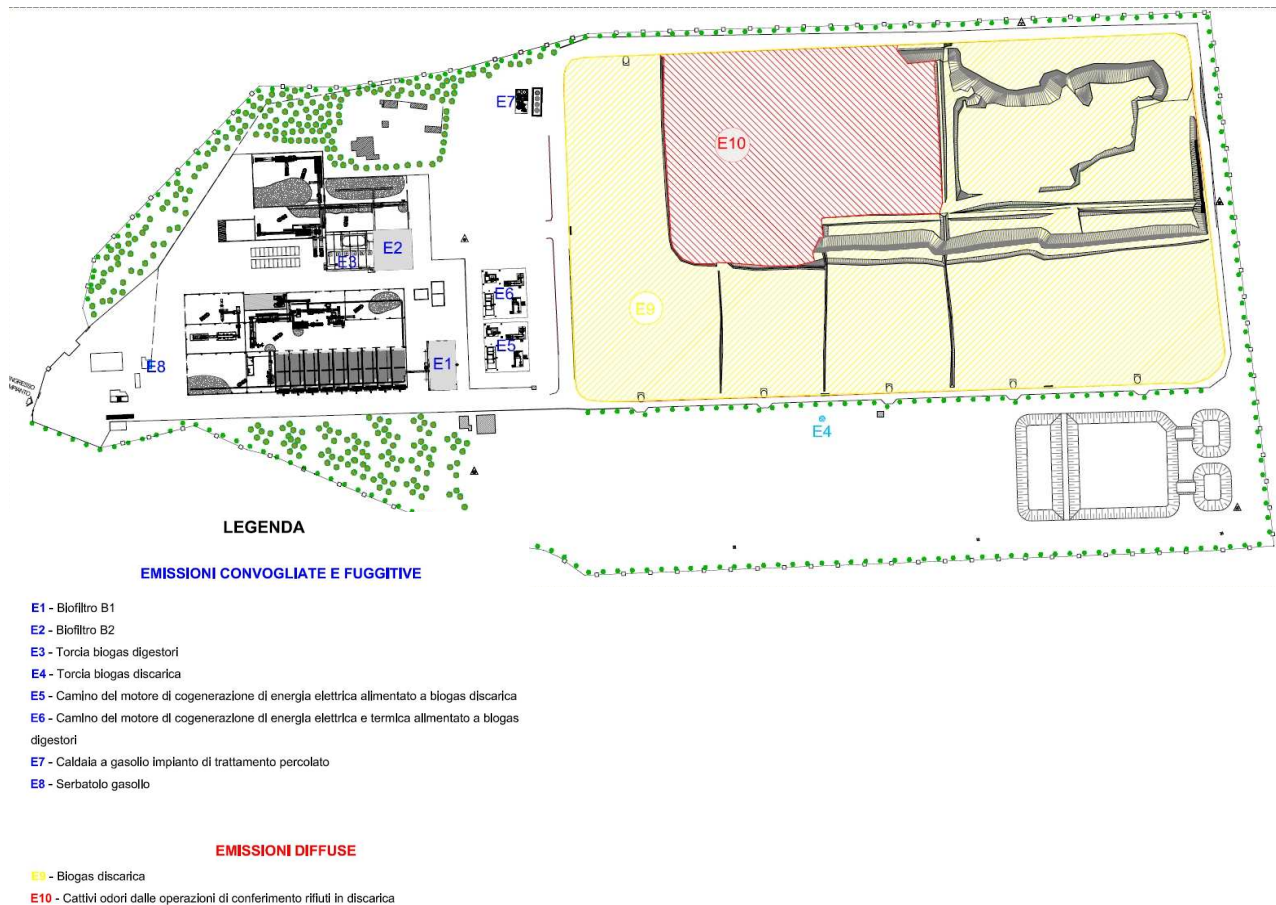 E7
E10
E2
E3
E6
E9
E5
E1
E8
INGRESSO
IMPIANTO
E4
LEGENDA
EMISSIONI CONVOGLIATE E FUGGITIVE
E1 - Biofiltro B1
E2 - Biofiltro B2
E3 - Torcia biogas digestori
E4 - Torcia biogas discarica
E5 - Camino del motore di cogenerazione di energia elettrica alimentato a biogas discarica
E6 - Camino del motore di cogenerazione di energia elettrica e termica alimentato a biogas
digestori
E7 - Caldaia a gasolio impianto di trattamento percolato
E8 - Serbatoio gasolio
EMISSIONI DIFFUSE
E9 - Biogas discarica
E10 - Cattivi odori dalle operazioni di conferimento rifiuti in discarica